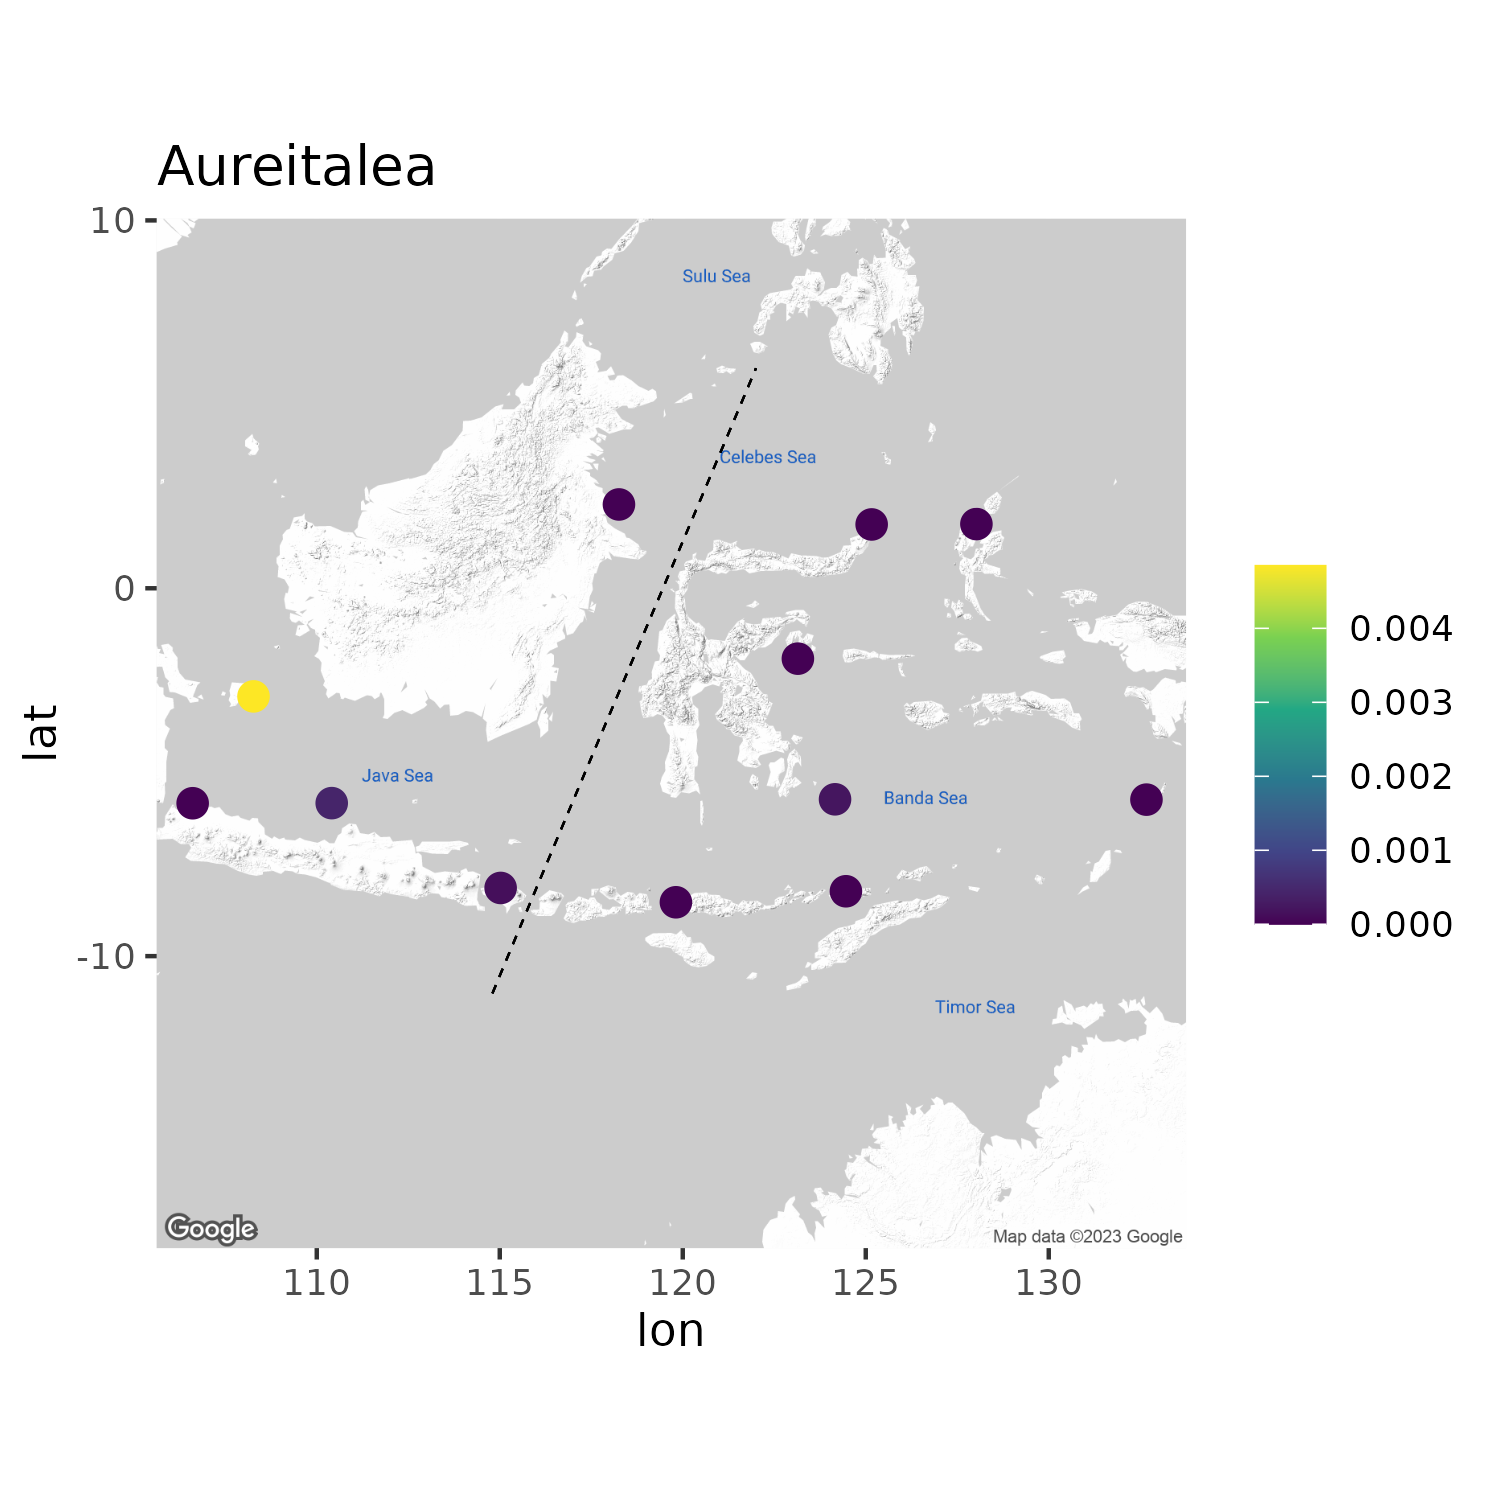 Aureitalea
10
0
-10
lat
Sulu Sea
Celebes Sea
Java Sea
Banda Sea
Timor Sea
Google
Map data ©2023 Google
110
115
120
125
130
lon
0.004
0.003
0.002
0.001
0.000